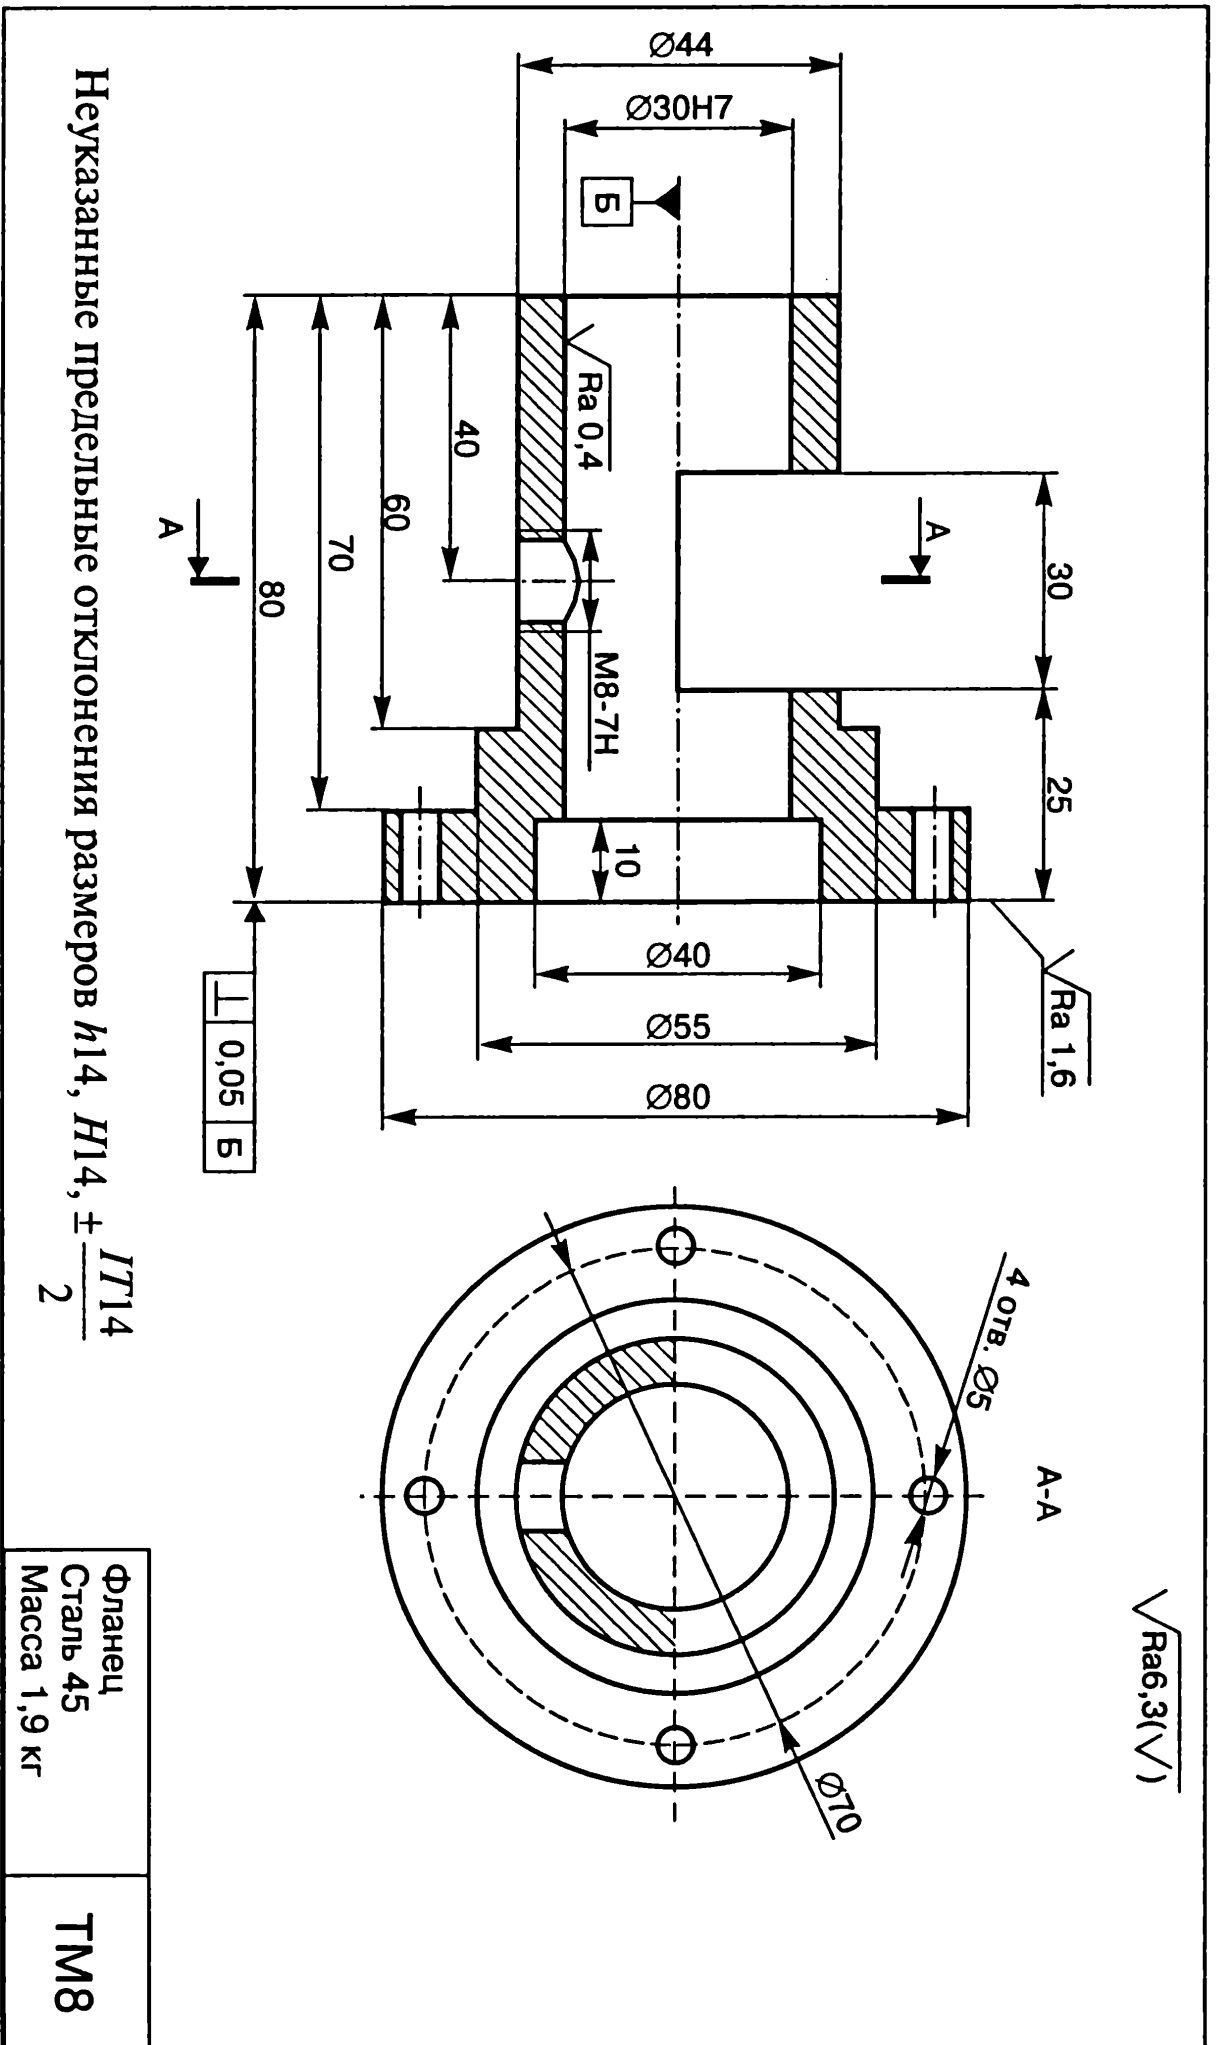 √Ra6,3(√)
Ø44
Ø30H7
Б
Ra 0,4
M8-7H
30
25
А
А
40
60
70
80
10
Ø40
Ø55
Ø80
Ra 1,6
⊥ 0,05 Б
А-А
4 отв. Ø5
Ø70
Неуказанные предельные отклонения размеров h14, H14, ± IT14/2
Фланец
Сталь 45
Масса 1,9 кг
ТМ8